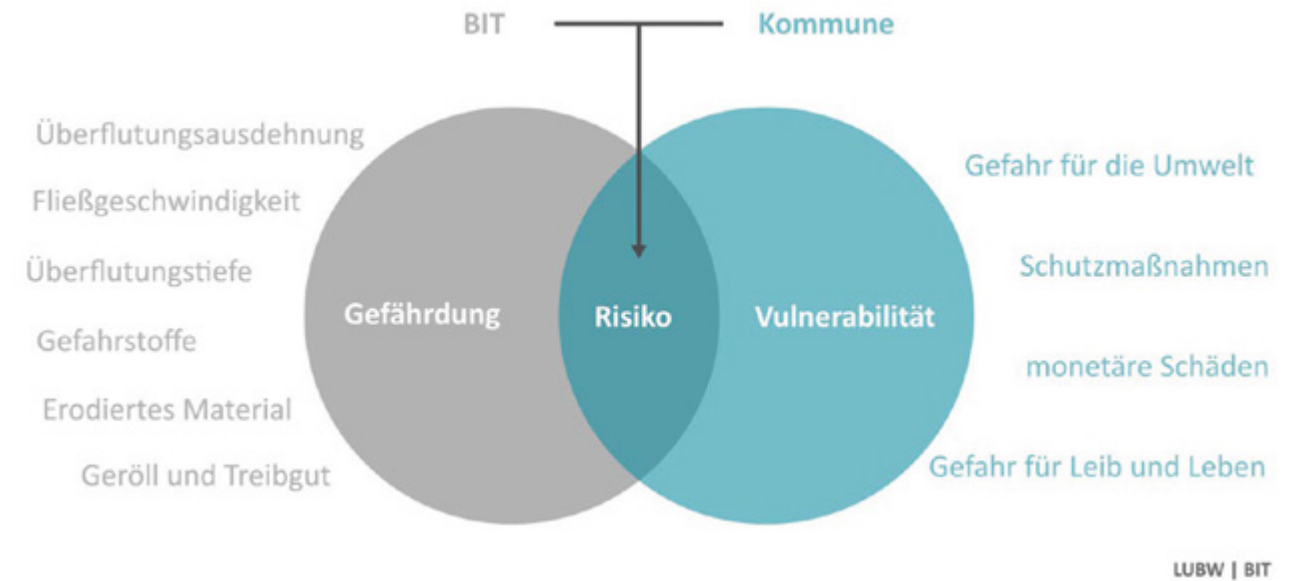 BIT
Kommune
Überflutungsausdehnung
Fließgeschwindigkeit
Überflutungstiefe
Gefahrstoffe
Erodiertes Material
Geröll und Treibgut
Gefährdung
Risiko
Vulnerabilität
Gefahr für die Umwelt
Schutzmaßnahmen
monetäre Schäden
Gefahr für Leib und Leben
LUBW | BIT